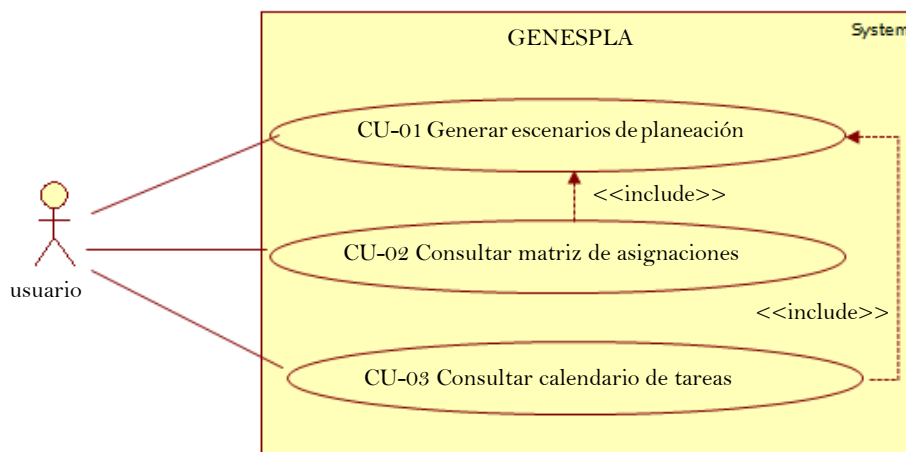 System
GENESPLA
CU-01 Generar escenarios de planeación
<<include>>
CU-02 Consultar matriz de asignaciones
usuario
<<include>>
CU-03 Consultar calendario de tareas